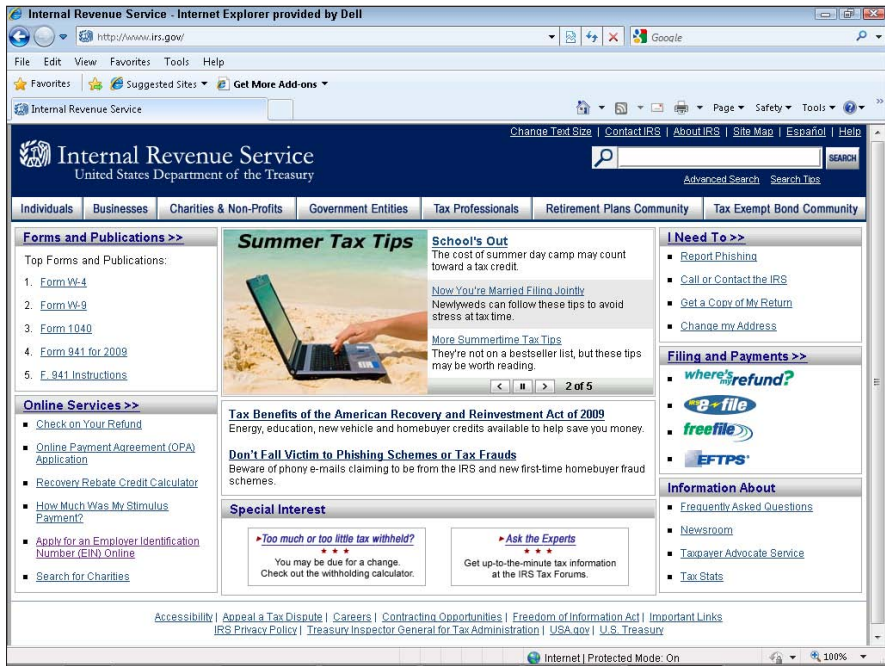 Internal Revenue Service - Internet Explorer provided by Dell
http://www.irs.gov/
Google
File Edit View Favorites Tools Help
Favorites Suggested Sites Get More Add-ons
Internal Revenue Service
Page Safety Tools
Change Text Size | Contact IRS | About IRS | Site Map | Español | Help
Internal Revenue Service
United States Department of the Treasury
SEARCH
Advanced Search Search Tips
Individuals Businesses Charities & Non-Profits Government Entities Tax Professionals Retirement Plans Community Tax Exempt Bond Community
Forms and Publications >>
Top Forms and Publications:
1. Form W-4
2. Form W-9
3. Form 1040
4. Form 941 for 2009
5. F. 941 Instructions
Online Services >>
Check on Your Refund
Online Payment Agreement (OPA)
Application
Recovery Rebate Credit Calculator
How Much Was My Stimulus
Payment?
Apply for an Employer Identification
Number (EIN) Online
Search for Charities
Summer Tax Tips
School's Out
The cost of summer day camp may count
toward a tax credit.
Now You're Married Filing Jointly
Newlyweds can follow these tips to avoid
stress at tax time.
More Summertime Tax Tips
They're not on a bestseller list, but these tips
may be worth reading.
2 of 5
Tax Benefits of the American Recovery and Reinvestment Act of 2009
Energy, education, new vehicle and homebuyer credits available to help save you money.
Don't Fall Victim to Phishing Schemes or Tax Frauds
Beware of phony e-mails claiming to be from the IRS and new first-time homebuyer fraud
schemes.
Special Interest
Too much or too little tax withheld?
You may be due for a change.
Check out the withholding calculator.
Ask the Experts
Get up-to-the-minute tax information
at the IRS Tax Forums.
I Need To >>
Report Phishing
Call or Contact the IRS
Get a Copy of My Return
Change my Address
Filing and Payments >>
where's my refund?
IRS e-file
freefile
EFTPS
Information About
Frequently Asked Questions
Newsroom
Taxpayer Advocate Service
Tax Stats
Accessibility | Appeal a Tax Dispute | Careers | Contracting Opportunities | Freedom of Information Act | Important Links
IRS Privacy Policy | Treasury Inspector General for Tax Administration | USA.gov | U.S. Treasury
Internet | Protected Mode: On
100%